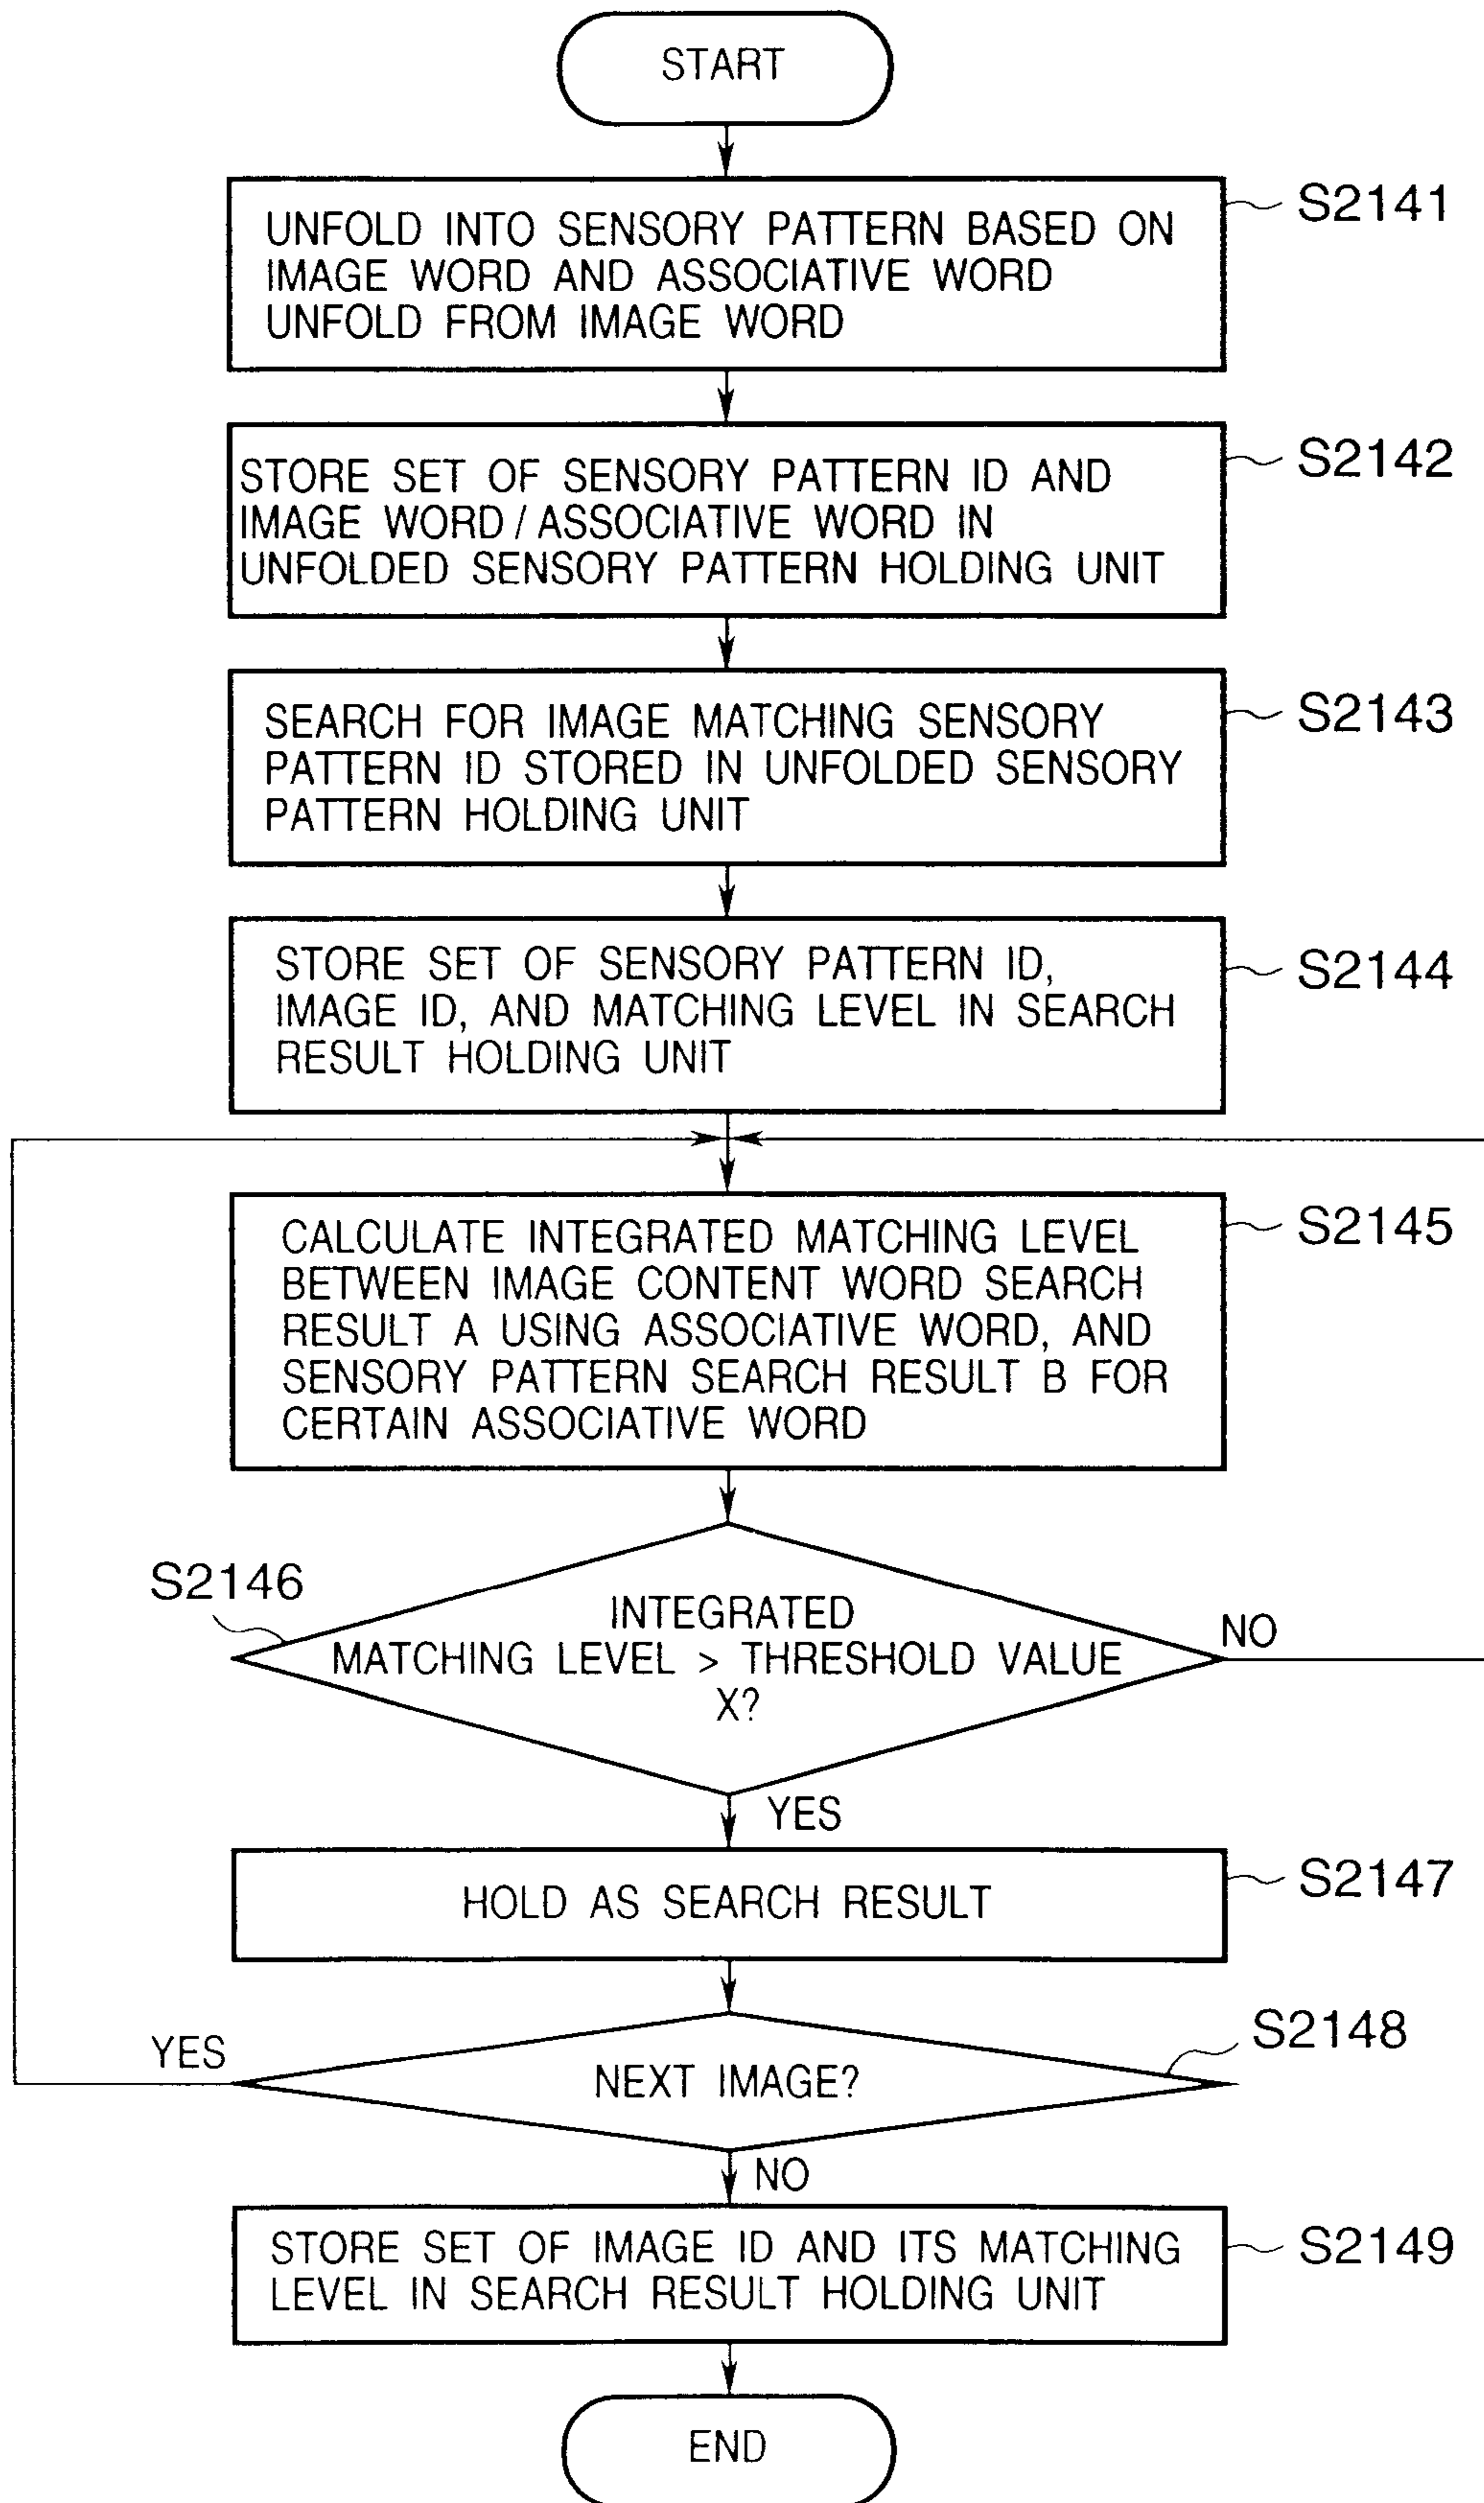 START
UNFOLD INTO SENSORY PATTERN BASED ON
IMAGE WORD AND ASSOCIATIVE WORD
UNFOLD FROM IMAGE WORD
S2141
STORE SET OF SENSORY PATTERN ID AND
IMAGE WORD/ASSOCIATIVE WORD IN
UNFOLDED SENSORY PATTERN HOLDING UNIT
S2142
SEARCH FOR IMAGE MATCHING SENSORY
PATTERN ID STORED IN UNFOLDED SENSORY
PATTERN HOLDING UNIT
S2143
STORE SET OF SENSORY PATTERN ID,
IMAGE ID, AND MATCHING LEVEL IN SEARCH
RESULT HOLDING UNIT
S2144
CALCULATE INTEGRATED MATCHING LEVEL
BETWEEN IMAGE CONTENT WORD SEARCH
RESULT A USING ASSOCIATIVE WORD, AND
SENSORY PATTERN SEARCH RESULT B FOR
CERTAIN ASSOCIATIVE WORD
S2145
S2146
INTEGRATED
MATCHING LEVEL > THRESHOLD VALUE
X?
NO
YES
HOLD AS SEARCH RESULT
S2147
S2148
YES
NEXT IMAGE?
NO
STORE SET OF IMAGE ID AND ITS MATCHING
LEVEL IN SEARCH RESULT HOLDING UNIT
S2149
END